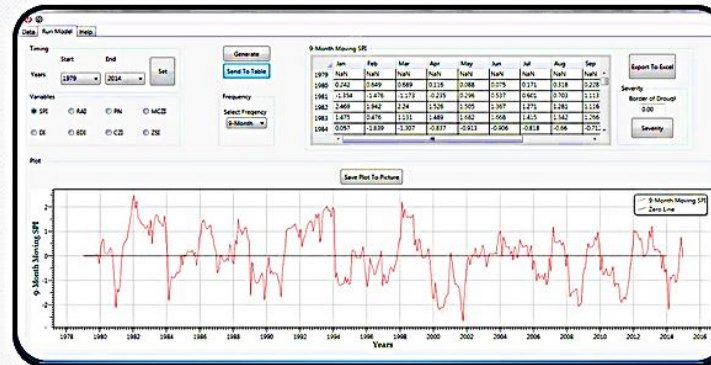 Data Run Model Help
Timing
Start End
Years 1979 2014 Set
Variables
SPI RAI PN MCZI
DI EDI CZI ZSI
Generate
Send To Table
Frequency
Select Freqency
9-Month
9-Month Moving SPI
Jan Feb Mar Apr May Jun Jul Aug Sep
1979 NaN NaN NaN NaN NaN NaN NaN NaN NaN
1980 0.242 0.649 0.689 0.116 0.088 0.075 0.171 0.318 0.228
1981 -1.354 -1.476 -1.173 -0.235 0.296 0.537 0.601 0.703 1.113
1982 2.469 1.942 2.24 1.526 1.505 1.367 1.271 1.281 1.116
1983 1.475 0.476 1.131 1.489 1.682 1.668 1.415 1.342 1.266
1984 0.057 -1.839 -1.307 -0.837 -0.913 -0.906 -0.818 -0.66
Export To Excel
Severity
Border of Drougl
0.00
Severity
Plot
Save Plot To Picture
9-Month Moving SPI
Zero Line
9-Month Moving SPI
2
1
0
-1
-2
1978 1980 1982 1984 1986 1988 1990 1992 1994 1996 1998 2000 2002 2004 2006 2008 2010 2012 2014 2016
Years